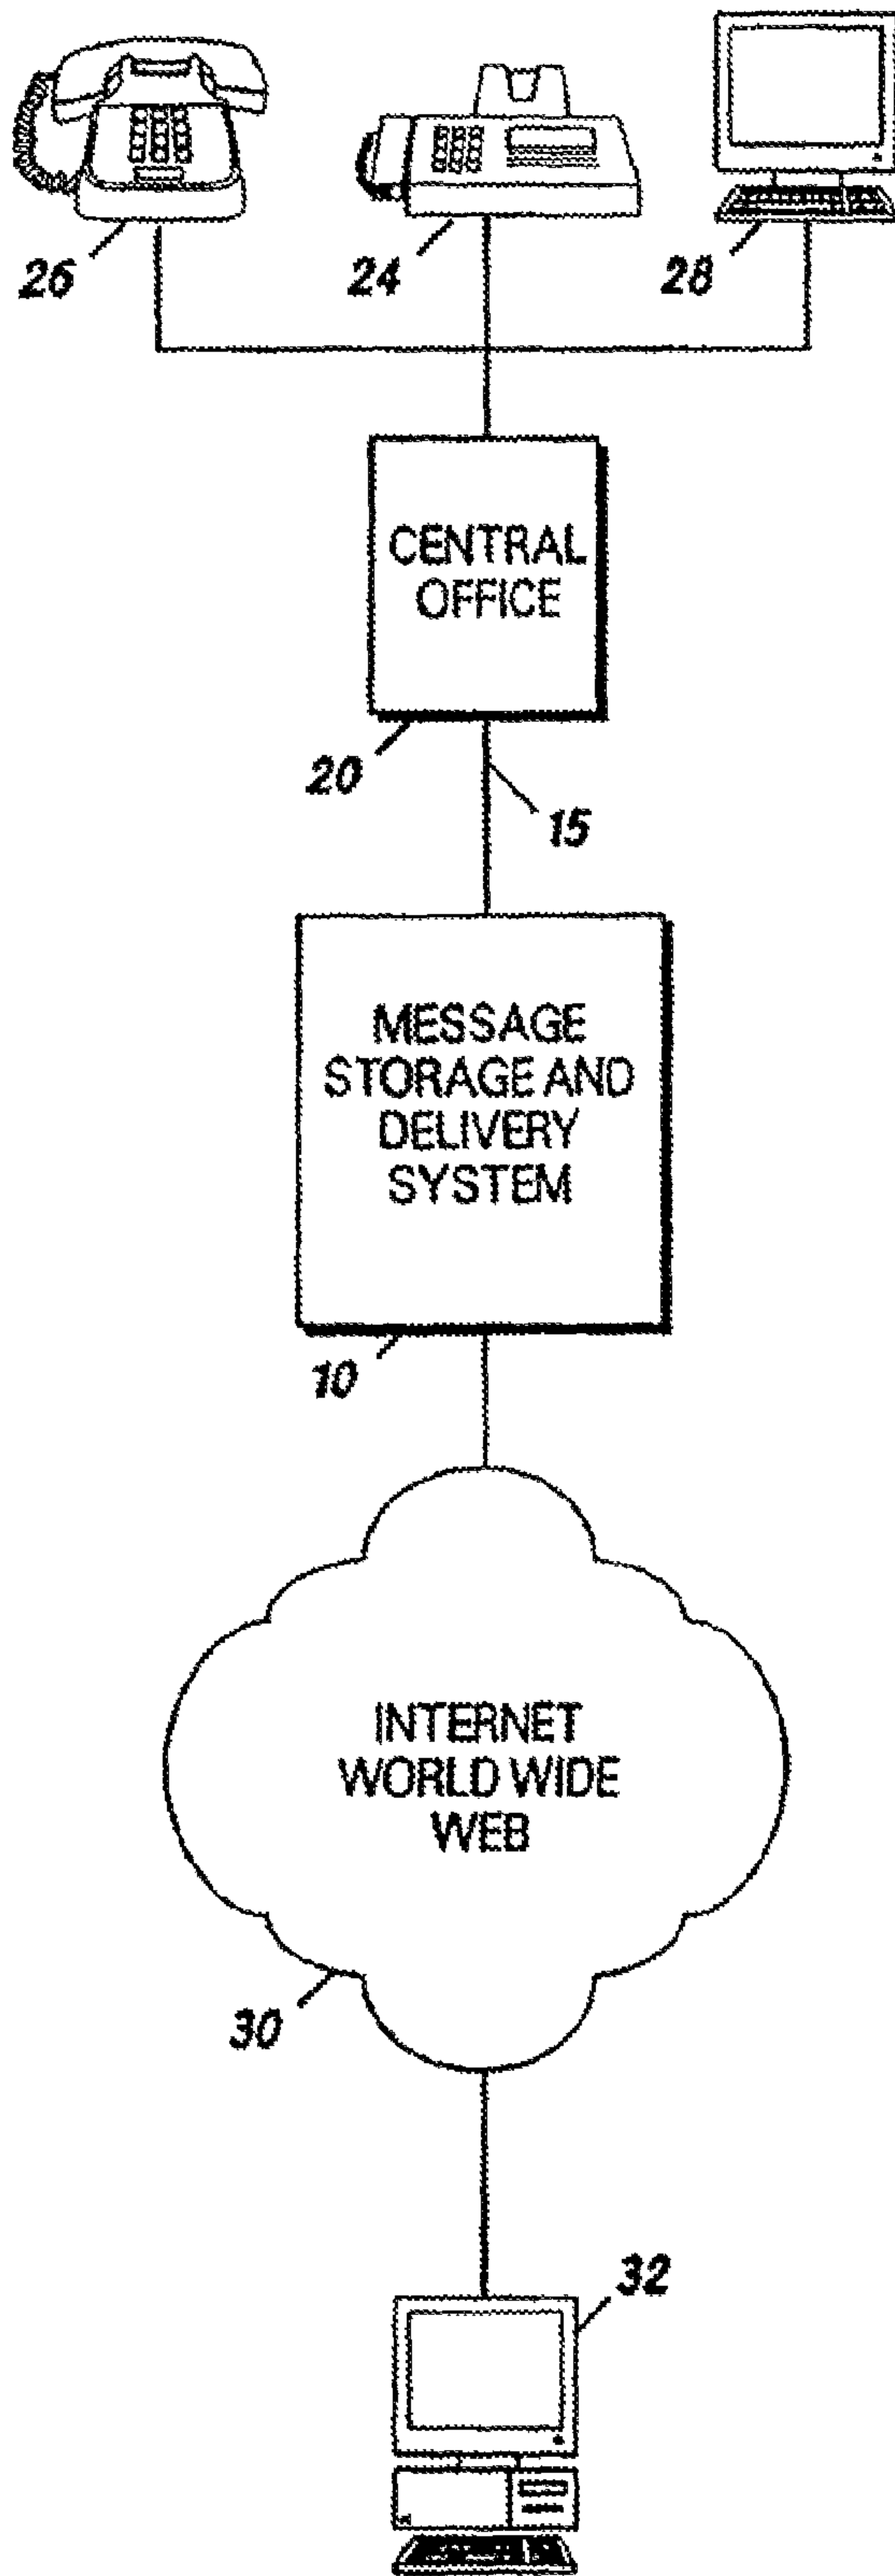 26
24
28
CENTRAL
OFFICE
20
15
MESSAGE
STORAGE AND
DELIVERY
SYSTEM
10
INTERNET
WORLD WIDE
WEB
30
32